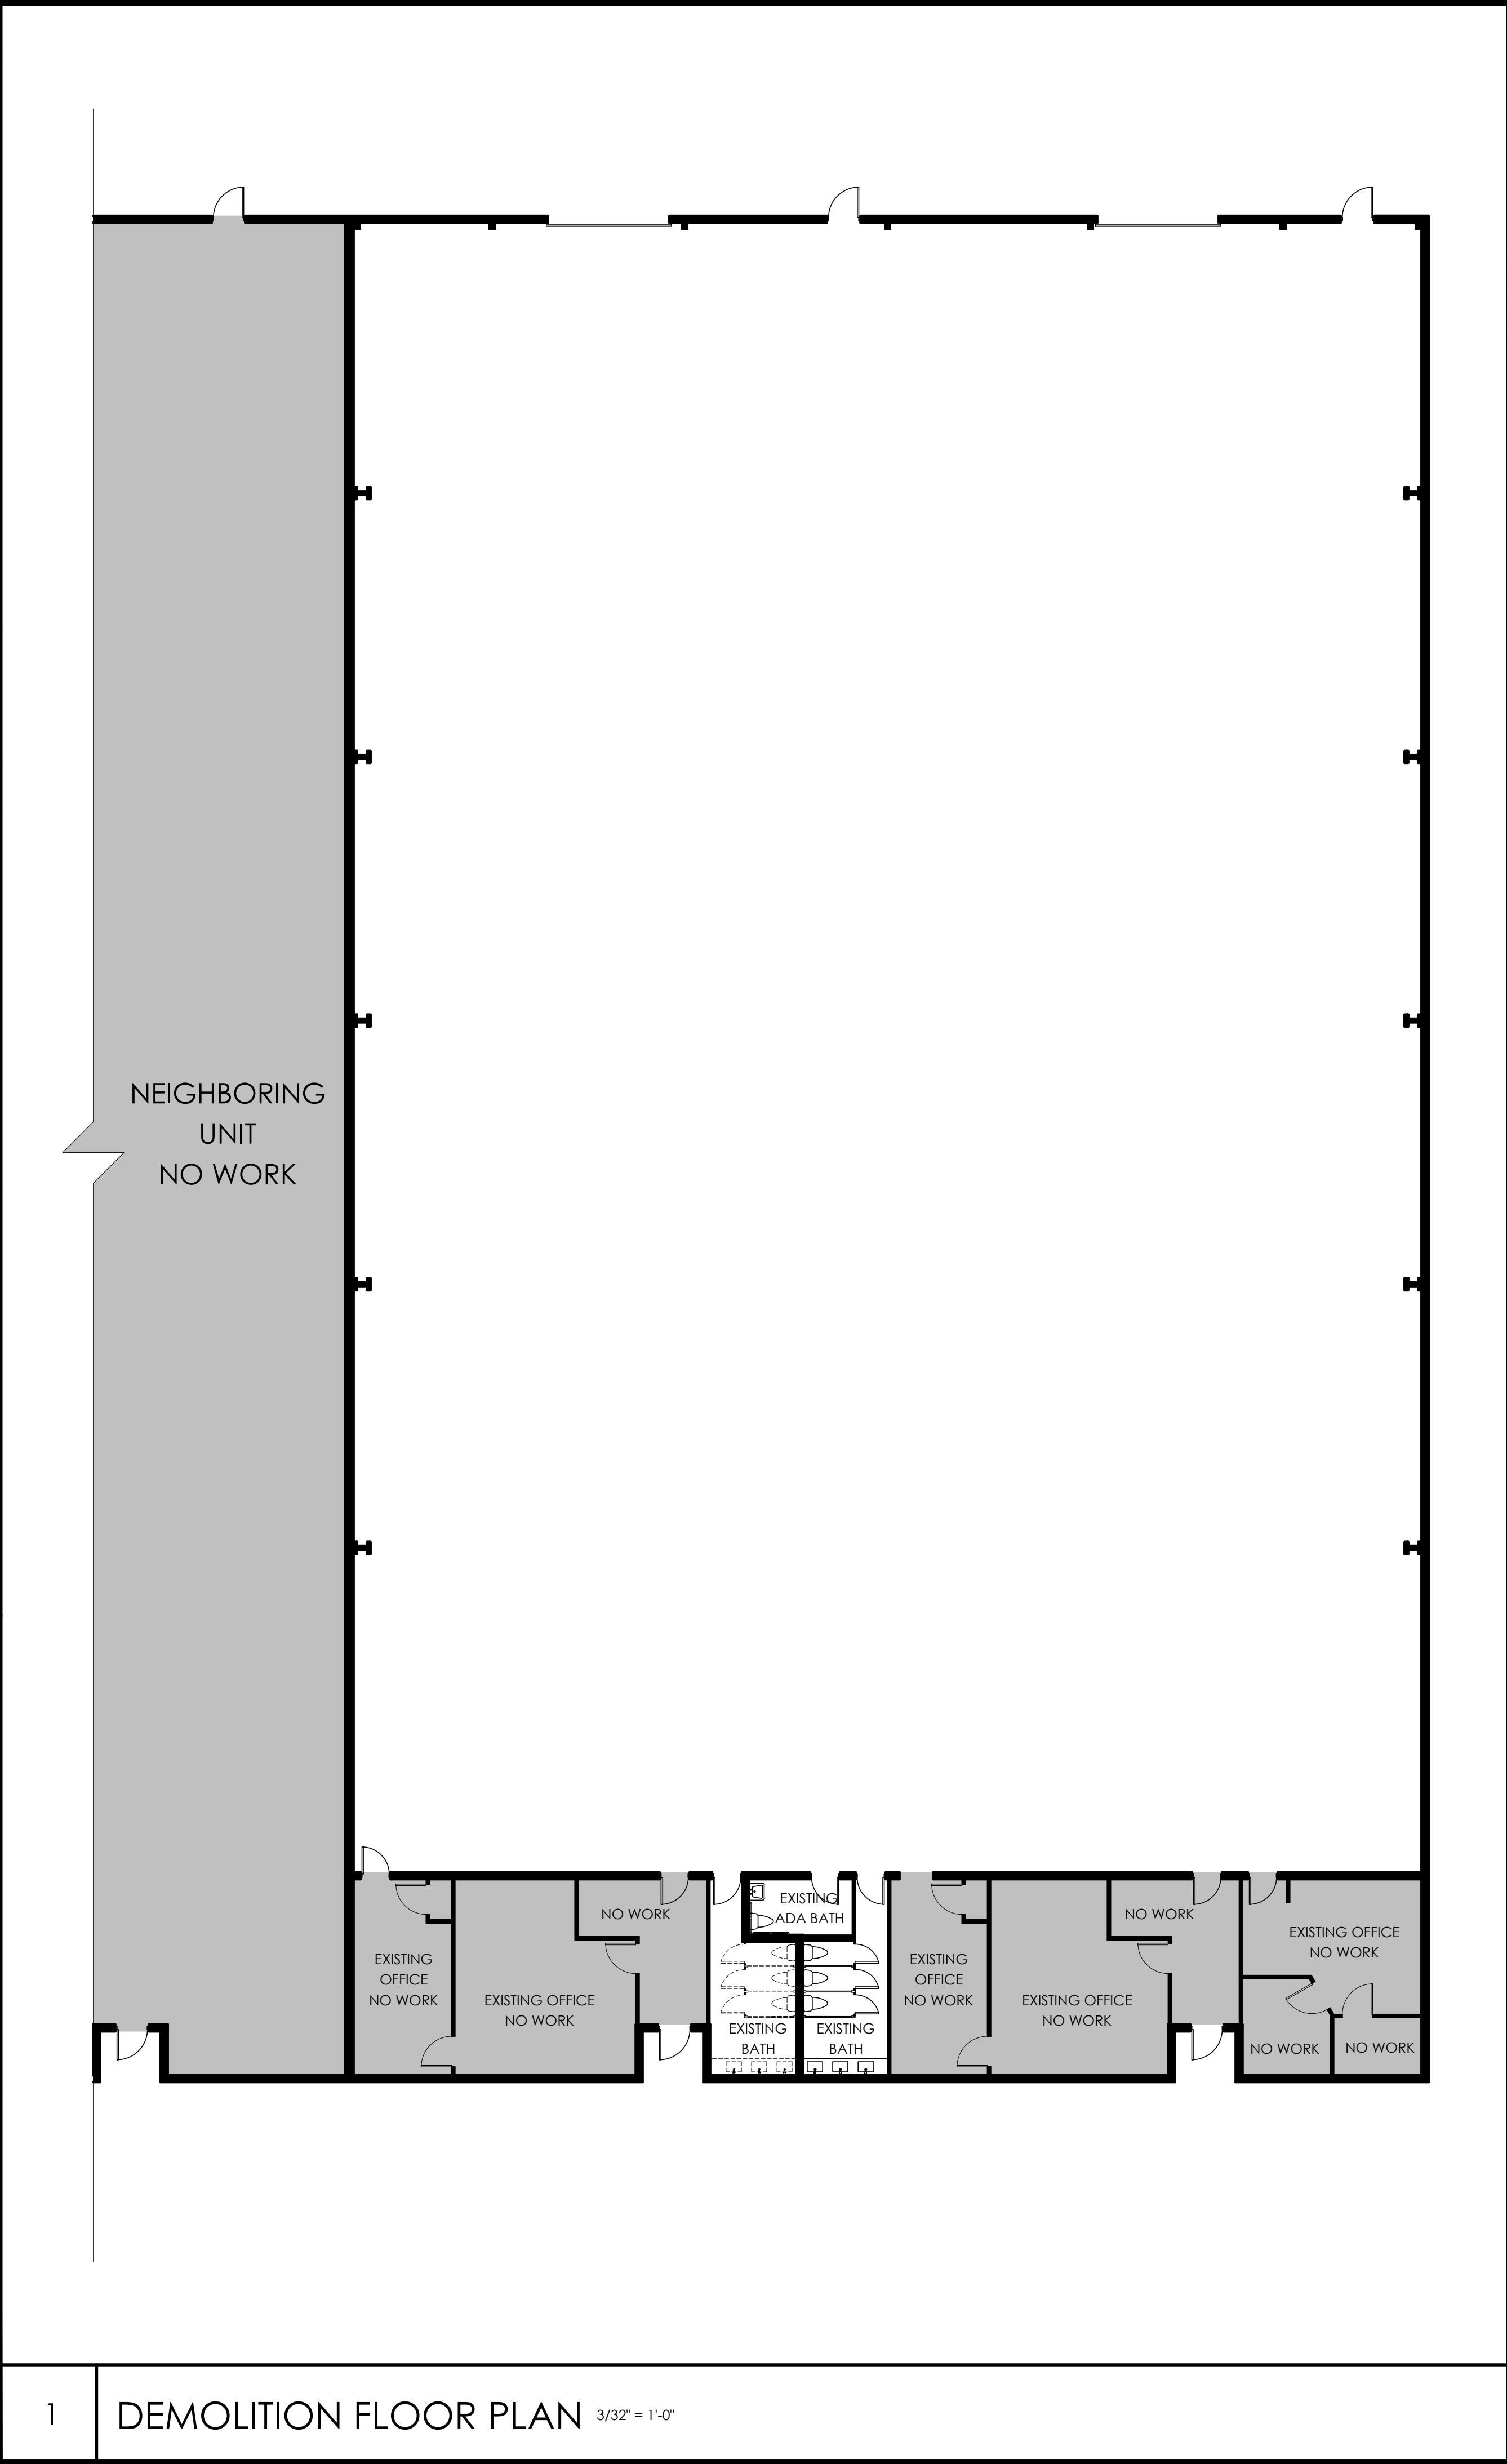 NEIGHBORING
UNIT
NO WORK
EXISTING
OFFICE
NO WORK
EXISTING OFFICE
NO WORK
NO WORK
EXISTING
ADA BATH
EXISTING
BATH
EXISTING
BATH
EXISTING
OFFICE
NO WORK
EXISTING OFFICE
NO WORK
NO WORK
EXISTING OFFICE
NO WORK
NO WORK
NO WORK
1
DEMOLITION FLOOR PLAN 3/32" = 1'-0"